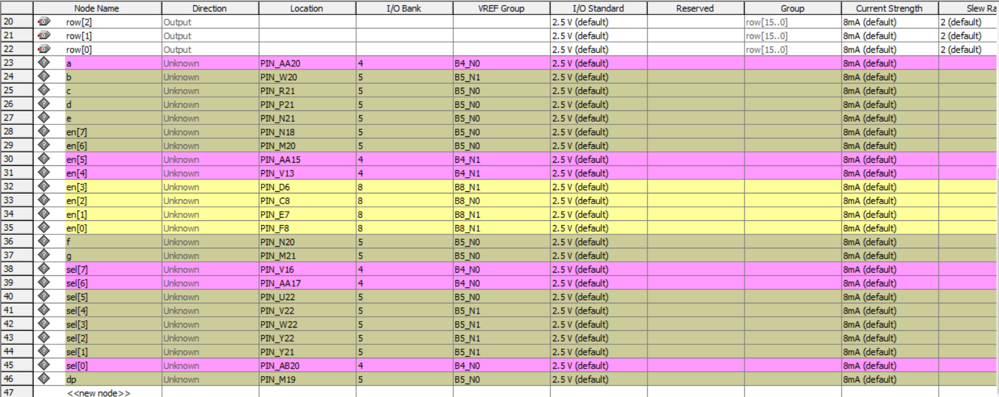 Node Name Direction Location I/O Bank VREF Group I/O Standard Reserved Group Current Strength Slew Ra
20 row[2] Output 2.5 V (default) row[15..0] 8mA (default) 2 (default)
21 row[1] Output 2.5 V (default) row[15..0] 8mA (default) 2 (default)
22 row[0] Output 2.5 V (default) row[15..0] 8mA (default) 2 (default)
23 a Unknown PIN_AA20 4 B4_N0 2.5 V (default) 8mA (default)
24 b Unknown PIN_W20 5 B5_N1 2.5 V (default) 8mA (default)
25 c Unknown PIN_R21 5 B5_N0 2.5 V (default) 8mA (default)
26 d Unknown PIN_P21 5 B5_N0 2.5 V (default) 8mA (default)
27 e Unknown PIN_N21 5 B5_N0 2.5 V (default) 8mA (default)
28 en[7] Unknown PIN_N18 5 B5_N0 2.5 V (default) 8mA (default)
29 en[6] Unknown PIN_M20 5 B5_N0 2.5 V (default) 8mA (default)
30 en[5] Unknown PIN_AA15 4 B4_N1 2.5 V (default) 8mA (default)
31 en[4] Unknown PIN_V13 4 B4_N1 2.5 V (default) 8mA (default)
32 en[3] Unknown PIN_D6 8 B8_N1 2.5 V (default) 8mA (default)
33 en[2] Unknown PIN_C8 8 B8_N0 2.5 V (default) 8mA (default)
34 en[1] Unknown PIN_E7 8 B8_N1 2.5 V (default) 8mA (default)
35 en[0] Unknown PIN_F8 8 B8_N1 2.5 V (default) 8mA (default)
36 f Unknown PIN_N20 5 B5_N0 2.5 V (default) 8mA (default)
37 g Unknown PIN_M21 5 B5_N0 2.5 V (default) 8mA (default)
38 sel[7] Unknown PIN_V16 4 B4_N0 2.5 V (default) 8mA (default)
39 sel[6] Unknown PIN_AA17 4 B4_N0 2.5 V (default) 8mA (default)
40 sel[5] Unknown PIN_U22 5 B5_N0 2.5 V (default) 8mA (default)
41 sel[4] Unknown PIN_V22 5 B5_N1 2.5 V (default) 8mA (default)
42 sel[3] Unknown PIN_W22 5 B5_N1 2.5 V (default) 8mA (default)
43 sel[2] Unknown PIN_Y22 5 B5_N1 2.5 V (default) 8mA (default)
44 sel[1] Unknown PIN_Y21 5 B5_N1 2.5 V (default) 8mA (default)
45 sel[0] Unknown PIN_AB20 4 B4_N0 2.5 V (default) 8mA (default)
46 dp Unknown PIN_M19 5 B5_N0 2.5 V (default) 8mA (default)
47 <<new node>>